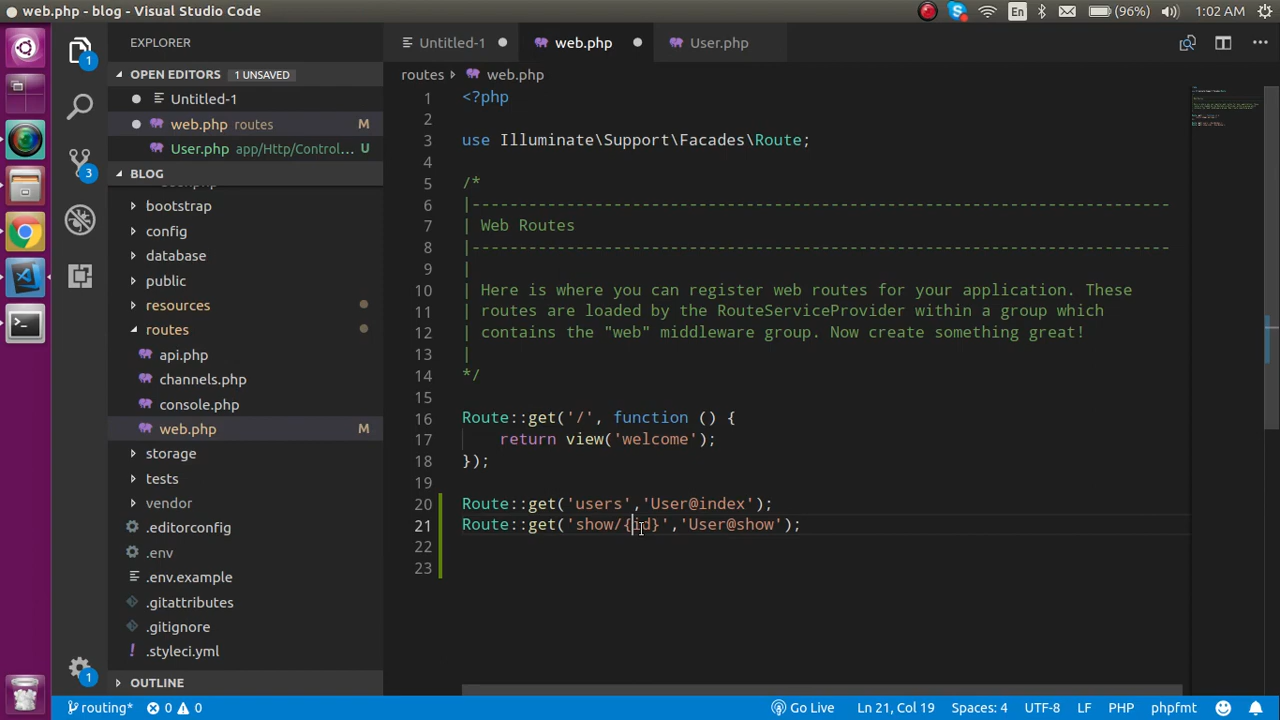 web.php - blog - Visual Studio Code
En
(96%)
1:02 AM
EXPLORER
Untitled-1
web.php
User.php
OPEN EDITORS
1 UNSAVED
routes
web.php
Untitled-1
web.php routes M
User.php app/Http/Control... U
BLOG
bootstrap
config
database
public
resources
routes
api.php
channels.php
console.php
web.php M
storage
tests
vendor
.editorconfig
.env
.env.example
.gitattributes
.gitignore
.styleci.yml
OUTLINE
1
3
1
1 <?php
2
3 use Illuminate\Support\Facades\Route;
4
5 /*
6 |--------------------------------------------------------------------------
7 | Web Routes
8 |--------------------------------------------------------------------------
9 |
10 | Here is where you can register web routes for your application. These
11 | routes are loaded by the RouteServiceProvider within a group which
12 | contains the "web" middleware group. Now create something great!
13 |
14 */
15
16 Route::get('/', function () {
17 return view('welcome');
18 });
19
20 Route::get('users','User@index');
21 Route::get('show/{id}','User@show');
22
23
routing*
0
0
Go Live
Ln 21, Col 19
Spaces: 4
UTF-8
LF
PHP
phpfmt